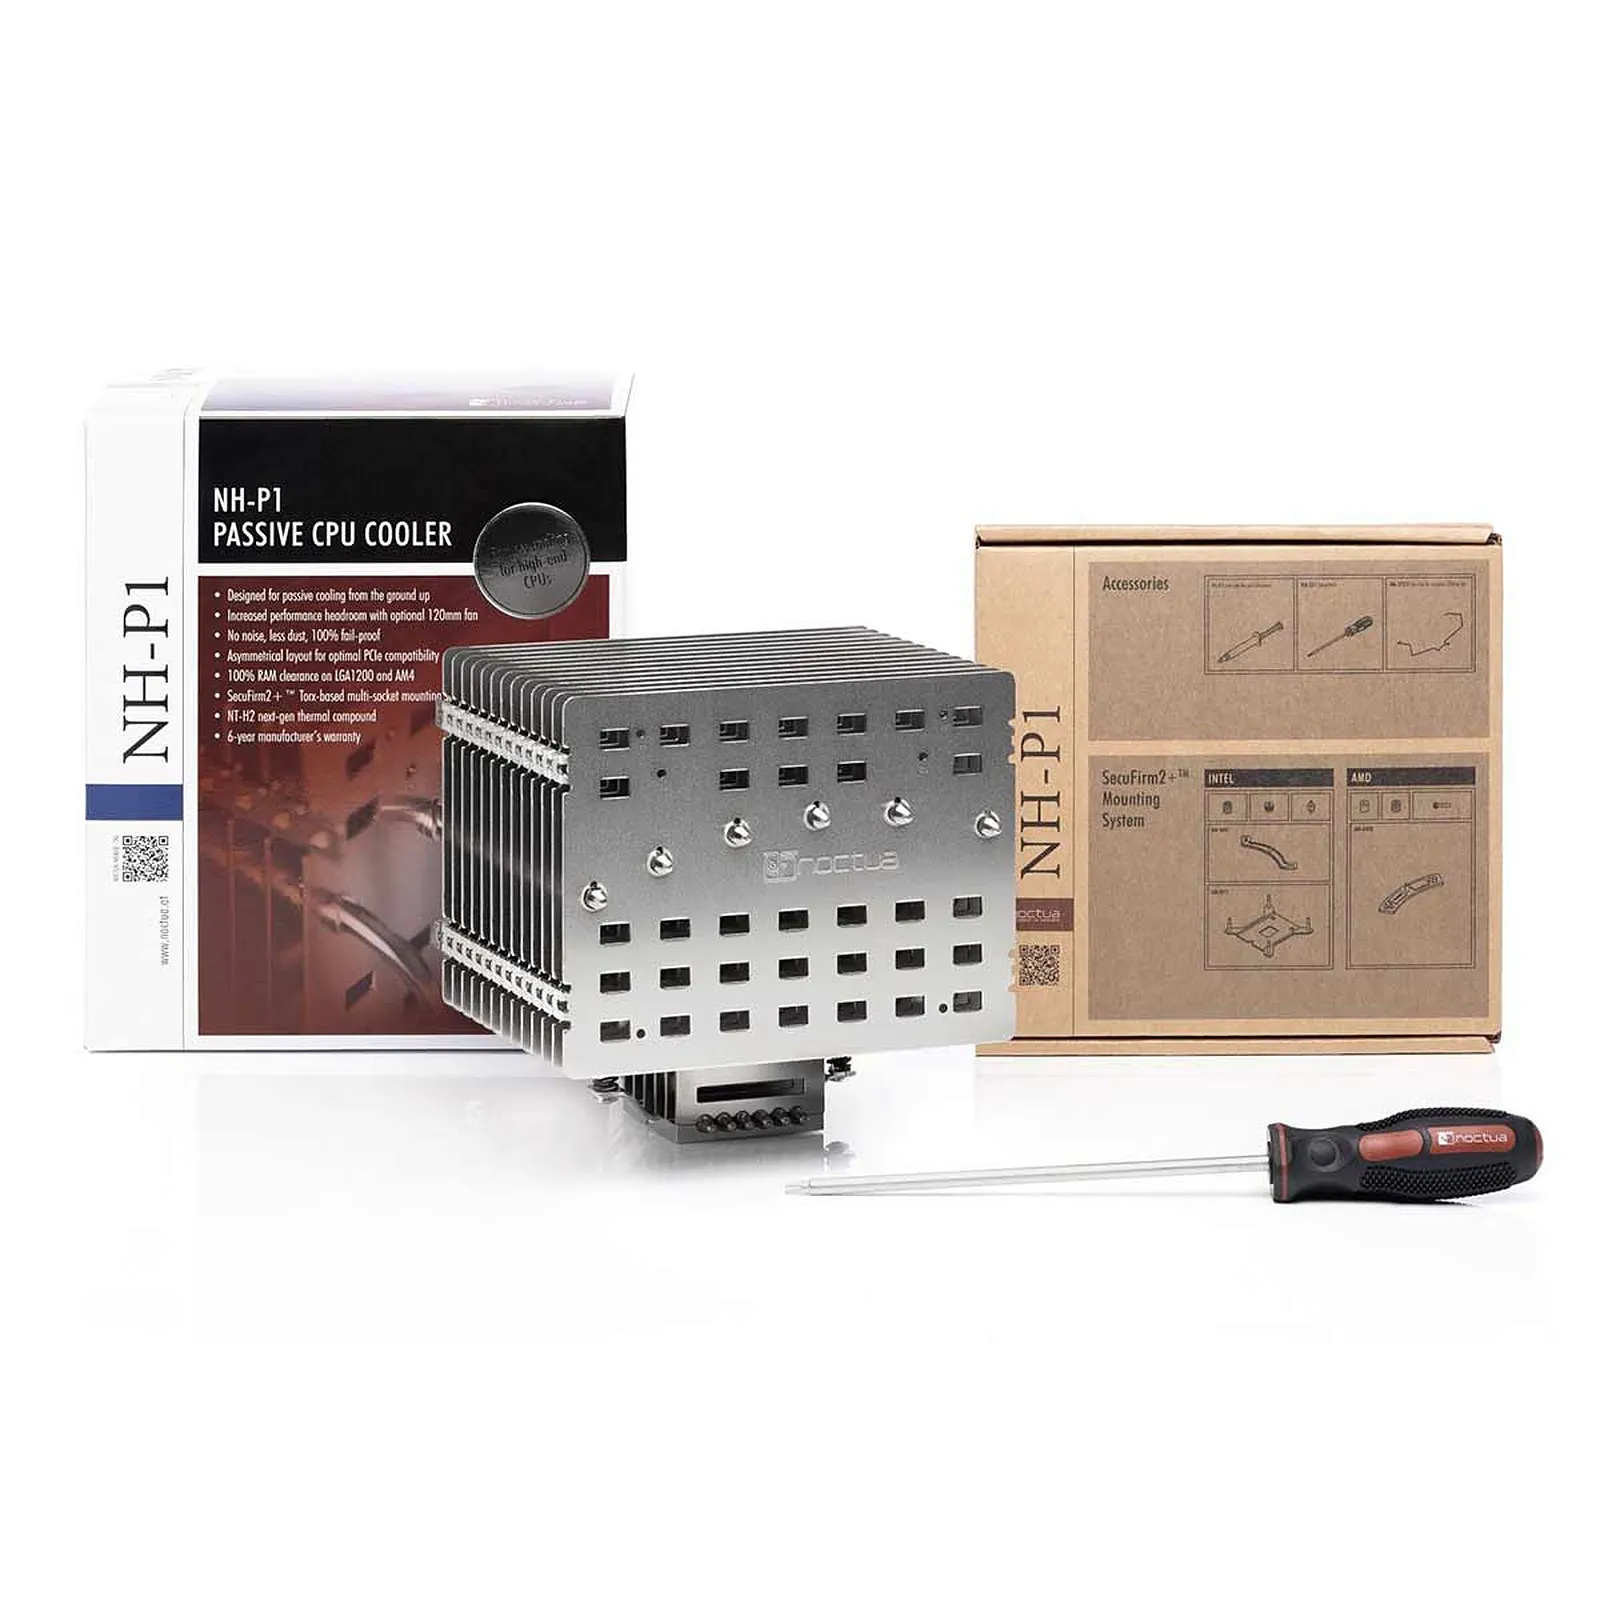 NH-P1
PASSIVE CPU COOLER
for high-end
CPUs
• Designed for passive cooling from the ground up
• Increased performance headroom with optional 120mm fan
• No noise, less dust, 100% fail-proof
• Asymmetrical layout for optimal PCIe compatibility
• 100% RAM clearance on LGA1200 and AM4
• SecuFirm2+ ™ Torx-based multi-socket mounting
• NT-H2 next-gen thermal compound
• 6-year manufacturer's warranty
NH-P1
www.noctua.at
noctua
NH-P1
noctua
Accessories
SecuFirm2+™
Mounting
System
INTEL
AMD
noctua